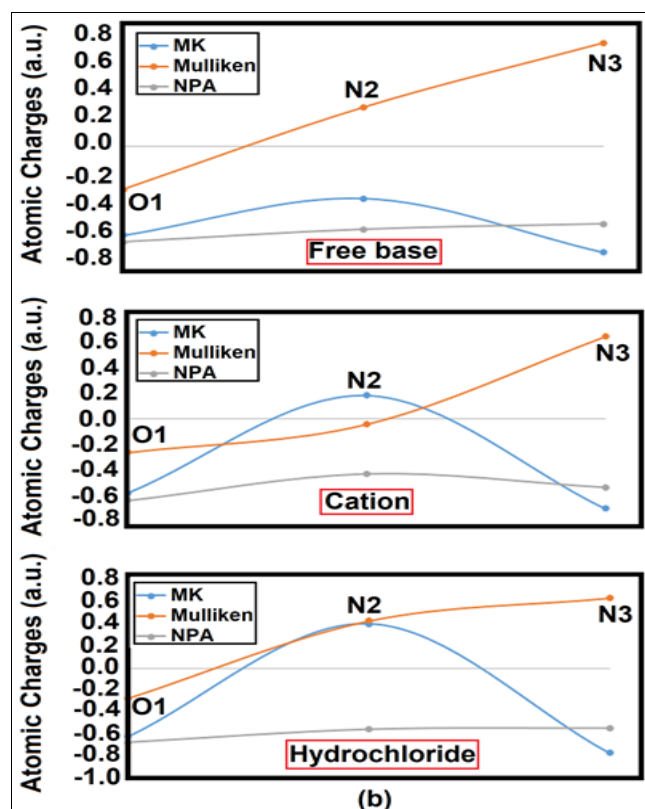 Atomic Charges (a.u.)
0.8
0.6
0.4
0.2
0.0
-0.2
-0.4
-0.6
-0.8
MK
Mulliken
NPA
O1
N2
N3
Free base
Atomic Charges (a.u.)
0.8
0.6
0.4
0.2
0.0
-0.2
-0.4
-0.6
-0.8
MK
Mulliken
NPA
O1
N2
N3
Cation
Atomic Charges (a.u.)
0.8
0.6
0.4
0.2
0.0
-0.2
-0.4
-0.6
-0.8
-1.0
MK
Mulliken
NPA
O1
N2
N3
Hydrochloride
(b)